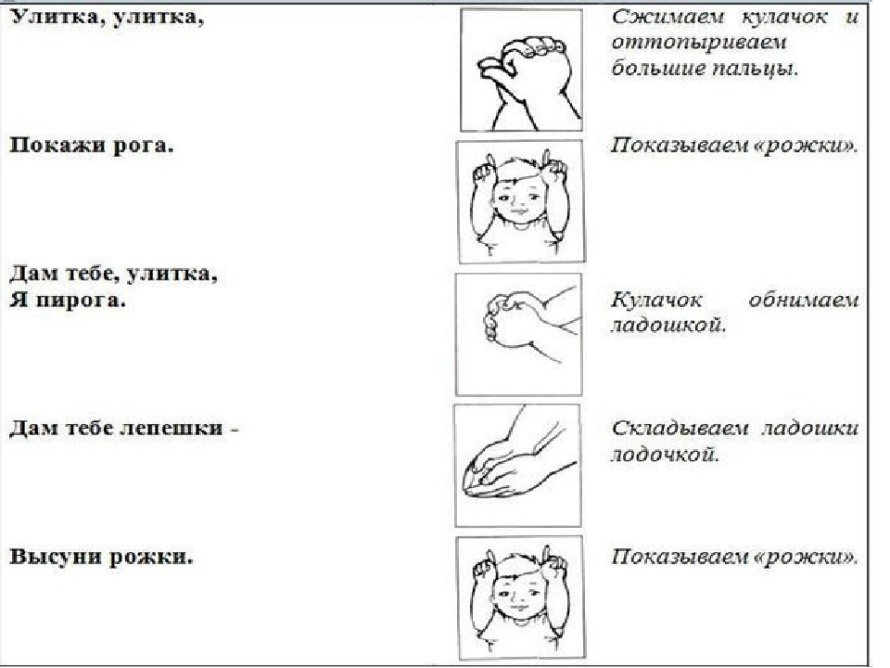 Улитка, улитка,
Сжимаем кулачок и
оттопыриваем
большие пальцы.
Покажи рога.
Показываем «рожки».
Дам тебе, улитка,
Я пирога.
Кулачок обнимаем
ладошкой.
Дам тебе лепешки -
Складываем ладошки
лодочкой.
Высуни рожки.
Показываем «рожки».